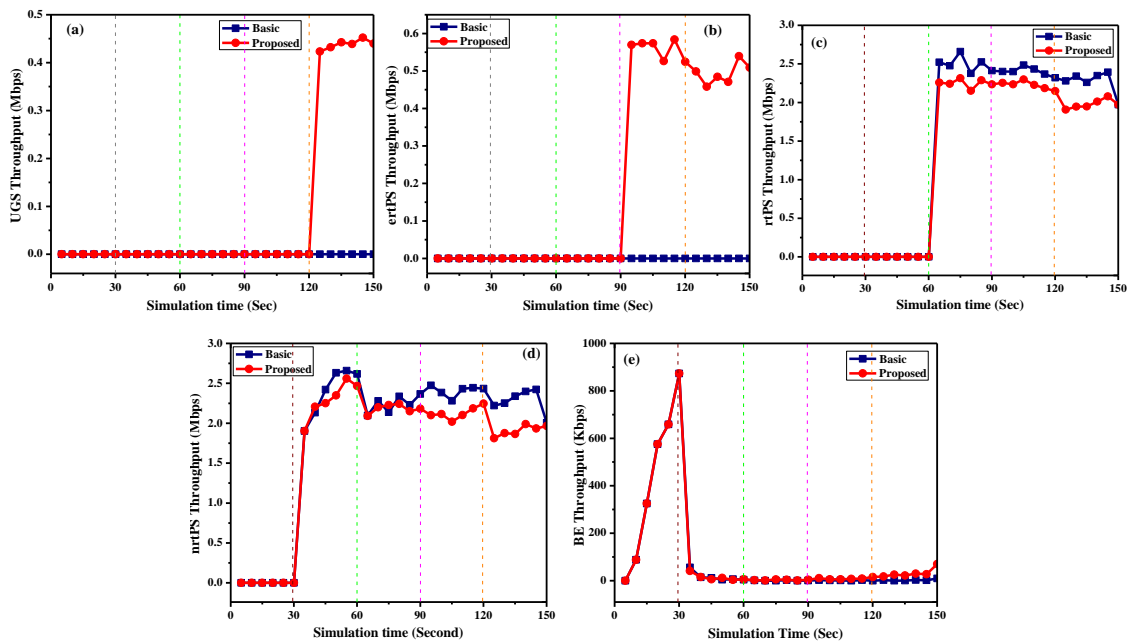 (a)
Basic
Proposed
UGS Throughput (Mbps)
0.5
0.4
0.3
0.2
0.1
0.0
0 30 60 90 120 150
Simulation time (Sec)
(b)
Basic
Proposed
ertPS Throughput (Mbps)
0.6
0.5
0.4
0.3
0.2
0.1
0.0
0 30 60 90 120 150
Simulation time (Sec)
(c)
Basic
Proposed
rtPS Throughput (Mbps)
3.0
2.5
2.0
1.5
1.0
0.5
0.0
0 30 60 90 120 150
Simulation time (Sec)
(d)
Basic
Proposed
nrtPS Throughput (Mbps)
3.0
2.5
2.0
1.5
1.0
0.5
0.0
0 30 60 90 120 150
Simulation time (Second)
(e)
Basic
Proposed
BE Throughput (Kbps)
1000
800
600
400
200
0
0 30 60 90 120 150
Simulation Time (Sec)